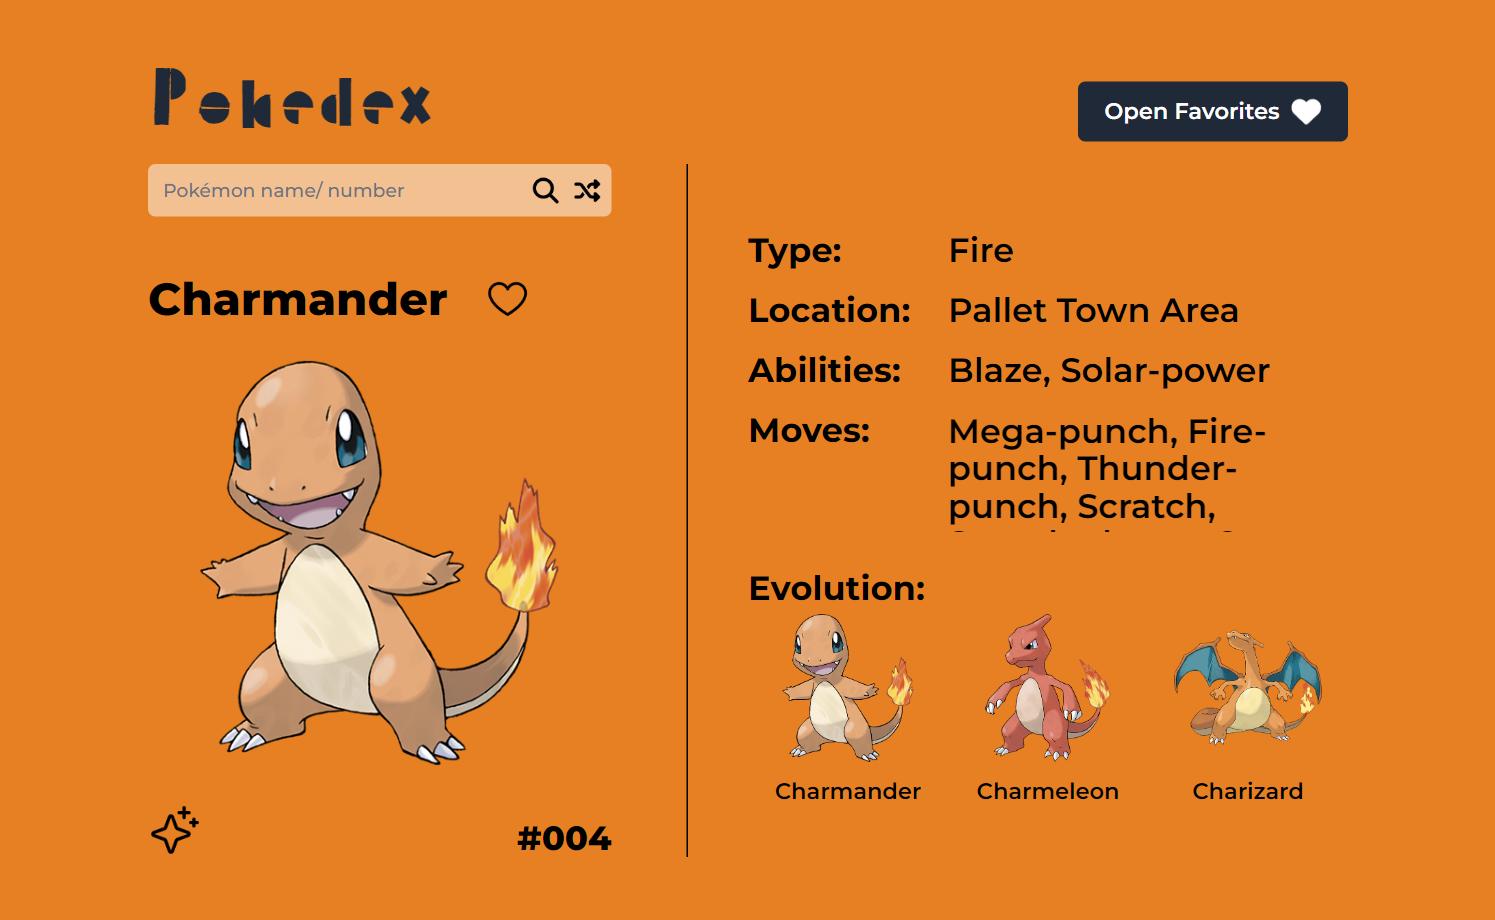 Pokedex
Open Favorites
Pokémon name/ number
Charmander
#004
Type: Fire
Location: Pallet Town Area
Abilities: Blaze, Solar-power
Moves: Mega-punch, Fire-
punch, Thunder-
punch, Scratch,
Evolution:
Charmander Charmeleon Charizard